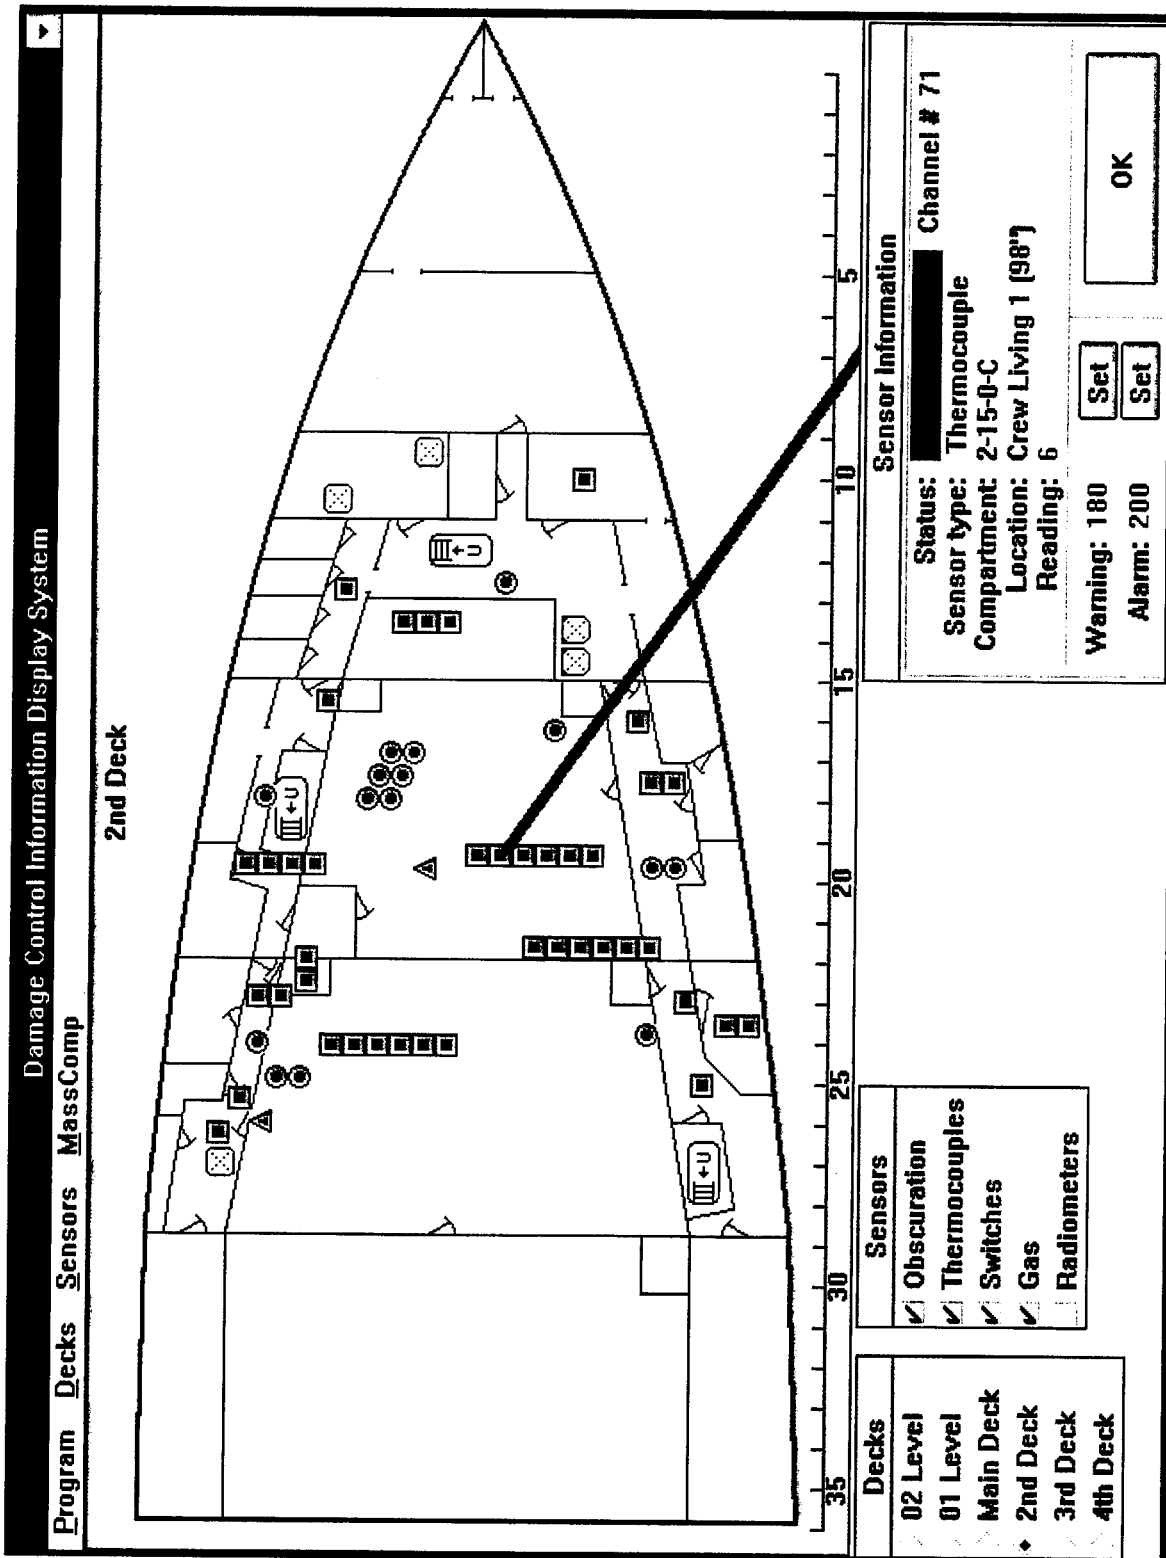 Damage Control Information Display System
Program Decks Sensors MassComp
2nd Deck
U
U
U
35 30 25 20 15 10 5
Decks
02 Level
01 Level
Main Deck
2nd Deck
3rd Deck
4th Deck
Sensors
Obscuration
Thermocouples
Switches
Gas
Radiometers
Sensor Information
Status: Channel # 71
Sensor type: Thermocouple
Compartment: 2-15-0-C
Location: Crew Living 1 (98")
Reading: 6
Warning: 180 Set
Alarm: 200 Set
OK